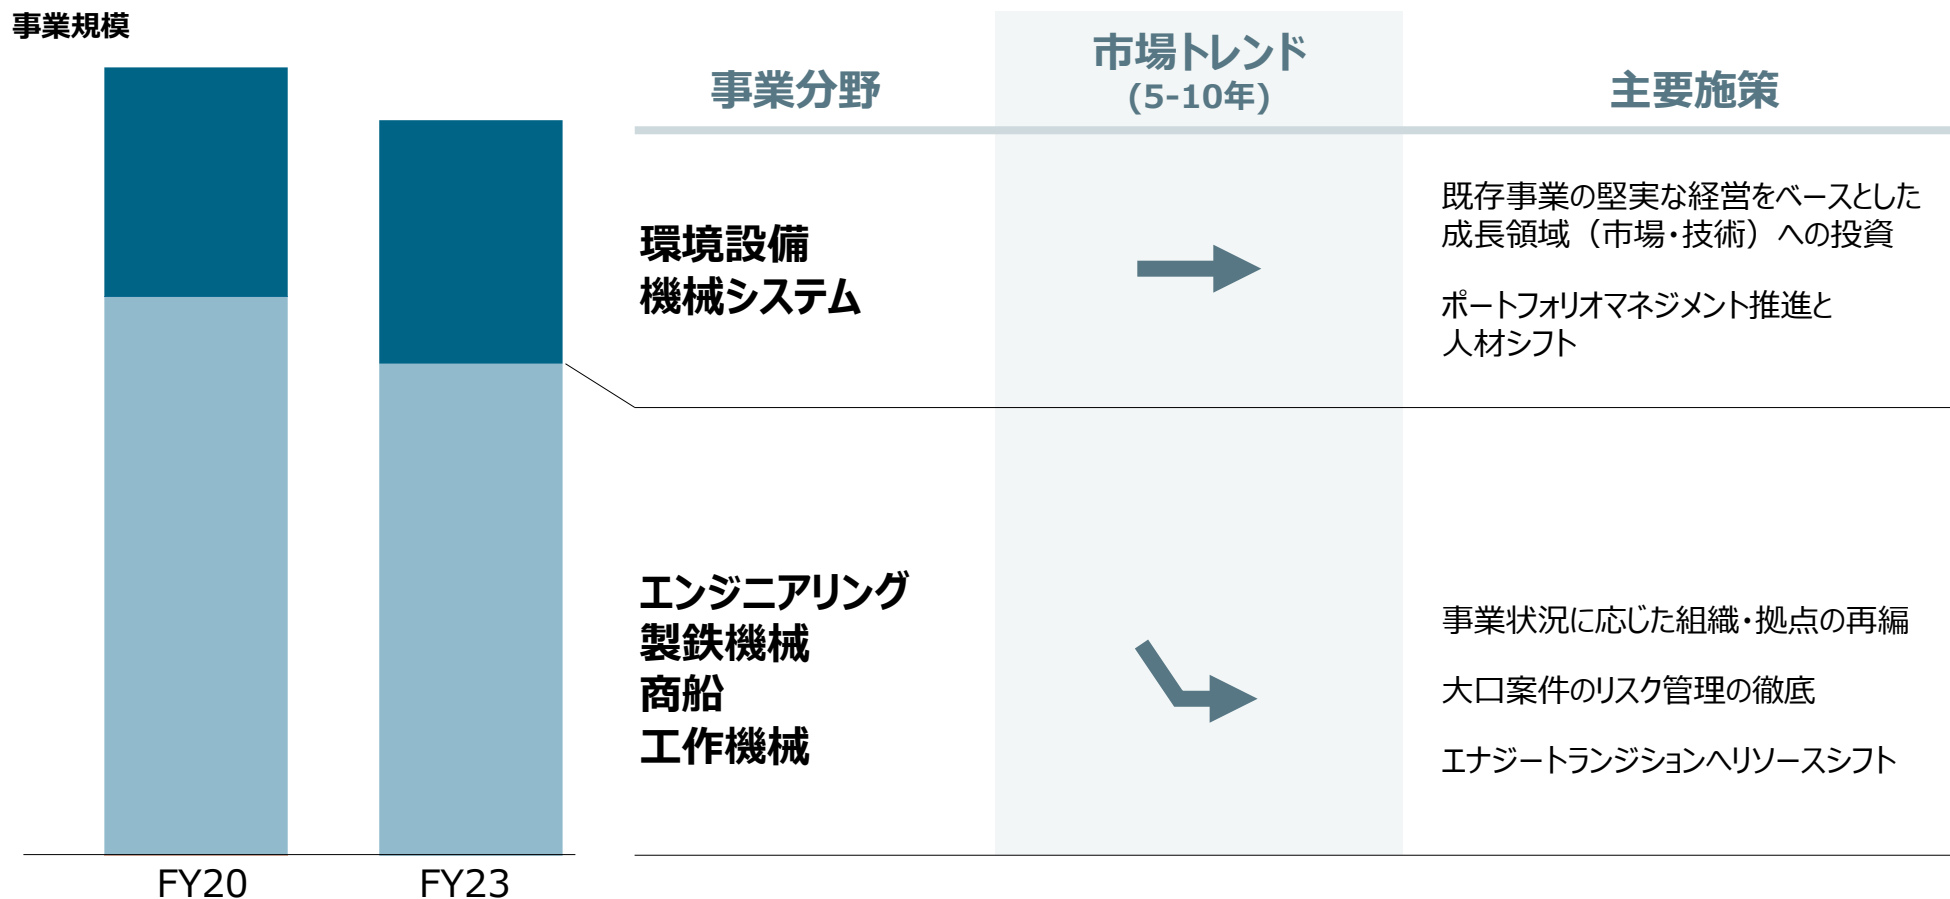 事業規模
事業分野
市場トレンド
(5-10年)
主要施策
環境設備
機械システム
既存事業の堅実な経営をベースとした
成長領域（市場・技術）への投資
ポートフォリオマネジメント推進と
人材シフト
エンジニアリング
製鉄機械
商船
工作機械
事業状況に応じた組織・拠点の再編
大口案件のリスク管理の徹底
エナジートランジションへリソースシフト
FY20
FY23